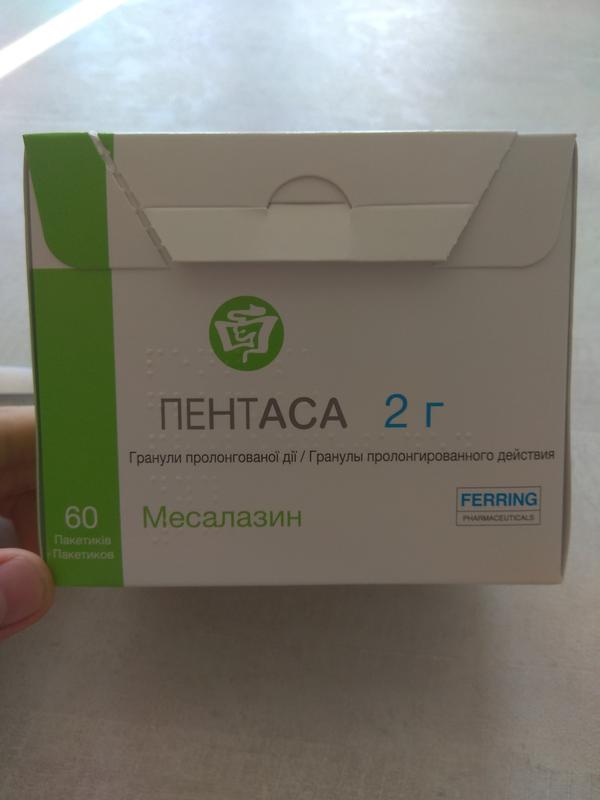 ПЕНТАСА 2 г
Гранули пролонгованої дії / Гранулы пролонгированного действия
FERRING
PHARMACEUTICALS
Месалазин
60
Пакетиків
Пакетиков